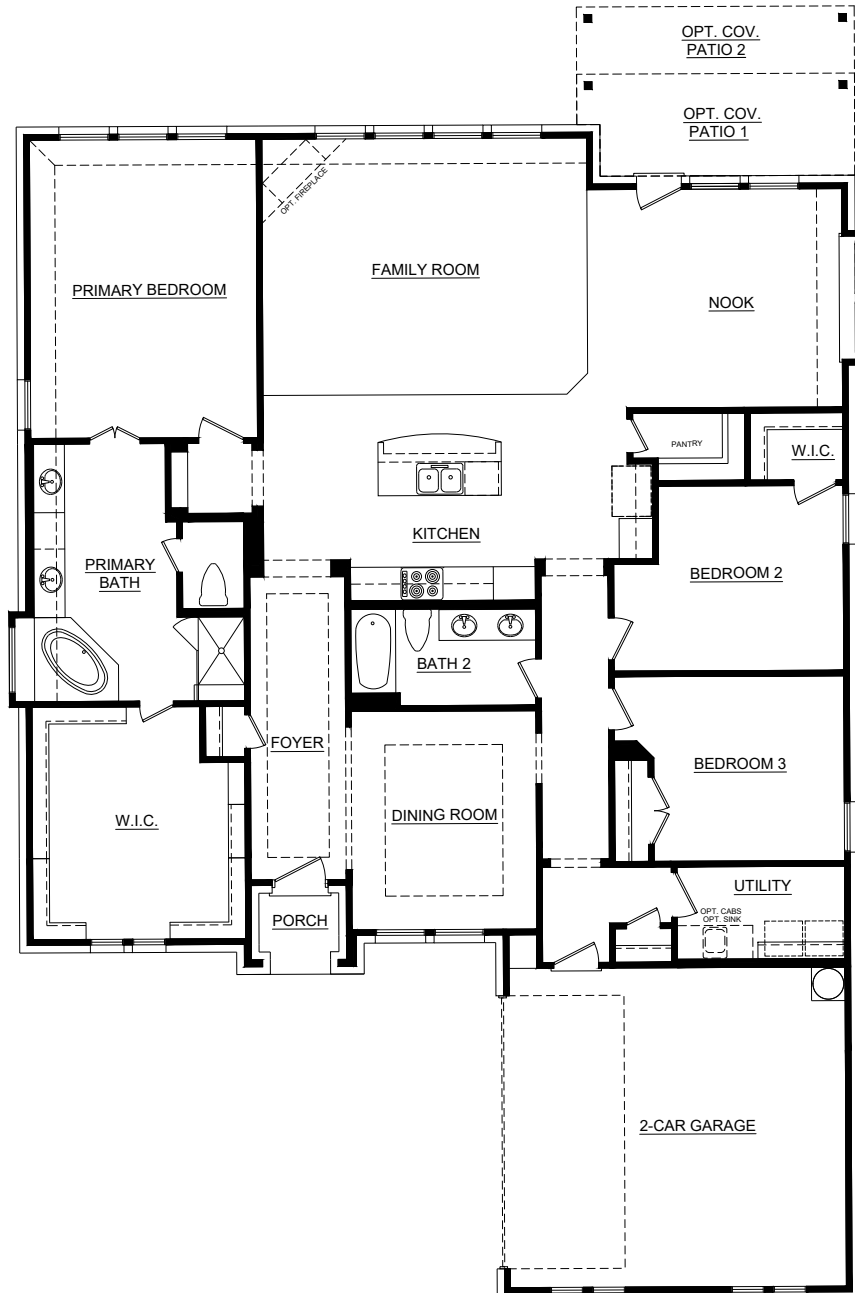 OPT. COV.
PATIO 2
OPT. COV.
PATIO 1
OPT. FIREPLACE
FAMILY ROOM
PRIMARY BEDROOM
NOOK
PANTRY
W.I.C.
KITCHEN
PRIMARY
BATH
BEDROOM 2
BATH 2
FOYER
BEDROOM 3
W.I.C.
DINING ROOM
UTILITY
OPT. CABS
OPT. SINK
PORCH
2-CAR GARAGE